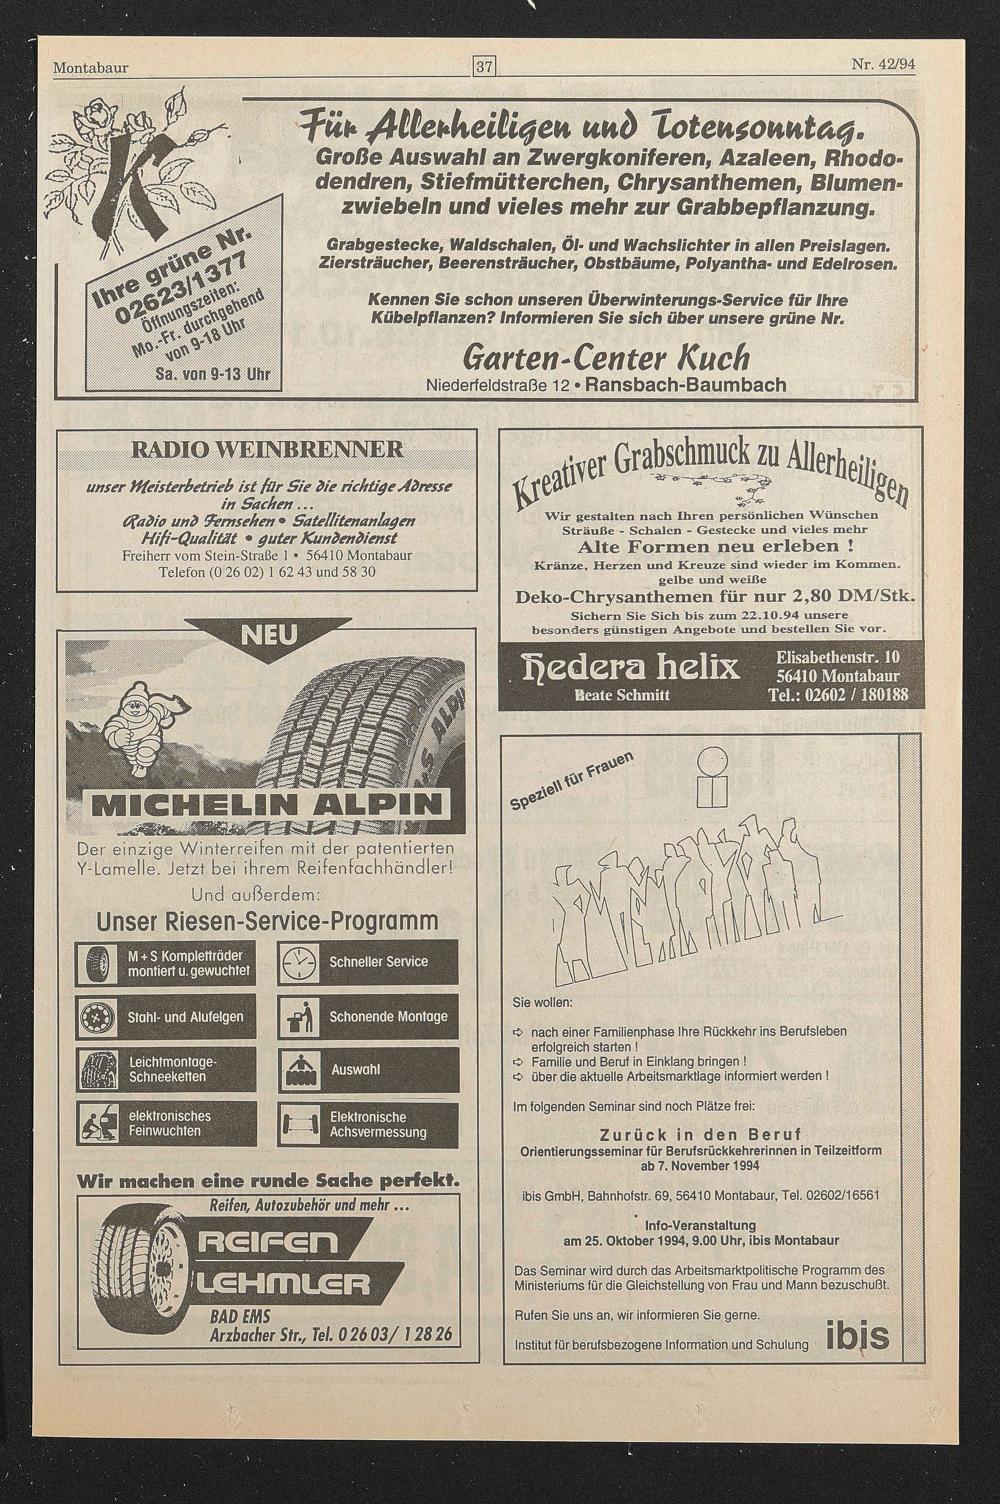 Montabaur
37
Nr. 42/94
K
Für Allerheiligen und Totensonntag.
Große Auswahl an Zwergkoniferen, Azaleen, Rhodo-
dendren, Stiefmütterchen, Chrysanthemen, Blumen-
zwiebeln und vieles mehr zur Grabbepflanzung.
Grabgestecke, Waldschalen, Öl- und Wachslichter in allen Preislagen.
Ziersträucher, Beerensträucher, Obstbäume, Polyantha- und Edelrosen.
Kennen Sie schon unseren Überwinterungs-Service für Ihre
Kübelpflanzen? Informieren Sie sich über unsere grüne Nr.
Garten-Center Kuch
Niederfeldstraße 12 • Ransbach-Baumbach
Ihre grüne Nr.
02623/1377
Öffnungszeiten:
Mo.-Fr. durchgehend
von 9-18 Uhr
Sa. von 9-13 Uhr
RADIO WEINBRENNER
unser Meisterbetrieb ist für Sie die richtige Adresse
in Sachen ...
Radio und Fernsehen • Satellitenanlagen
Hifi-Qualität • guter Kundendienst
Freiherr vom Stein-Straße 1 • 56410 Montabaur
Telefon (0 26 02) 1 62 43 und 58 30
NEU
M+S ALPIN
MICHELIN ALPIN
Der einzige Winterreifen mit der patentierten
Y-Lamelle. Jetzt bei ihrem Reifenfachhändler!
Und außerdem:
Unser Riesen-Service-Programm
M + S Kompletträder
montiert u. gewuchtet
Schneller Service
Stahl- und Alufelgen
Schonende Montage
Leichtmontage-
Schneeketten
Auswahl
elektronisches
Feinwuchten
Elektronische
Achsvermessung
Wir machen eine runde Sache perfekt.
Reifen, Autozubehör und mehr ...
REIFEN
LEHMLER
BAD EMS
Arzbacher Str., Tel. 0 26 03/ 1 28 26
Kreativer Grabschmuck zu Allerheiligen
Wir gestalten nach Ihren persönlichen Wünschen
Sträuße - Schalen - Gestecke und vieles mehr
Alte Formen neu erleben !
Kränze, Herzen und Kreuze sind wieder im Kommen.
gelbe und weiße
Deko-Chrysanthemen für nur 2,80 DM/Stk.
Sichern Sie Sich bis zum 22.10.94 unsere
besonders günstigen Angebote und bestellen Sie vor.
Hedera helix
Beate Schmitt
Elisabethenstr. 10
56410 Montabaur
Tel.: 02602 / 180188
Speziell für Frauen
Sie wollen:
⇨ nach einer Familienphase Ihre Rückkehr ins Berufsleben
erfolgreich starten !
⇨ Familie und Beruf in Einklang bringen !
⇨ über die aktuelle Arbeitsmarktlage informiert werden !
Im folgenden Seminar sind noch Plätze frei:
Zurück in den Beruf
Orientierungsseminar für Berufsrückkehrerinnen in Teilzeitform
ab 7. November 1994
ibis GmbH, Bahnhofstr. 69, 56410 Montabaur, Tel. 02602/16561
Info-Veranstaltung
am 25. Oktober 1994, 9.00 Uhr, ibis Montabaur
Das Seminar wird durch das Arbeitsmarktpolitische Programm des
Ministeriums für die Gleichstellung von Frau und Mann bezuschußt.
Rufen Sie uns an, wir informieren Sie gerne.
Institut für berufsbezogene Information und Schulung
ibis